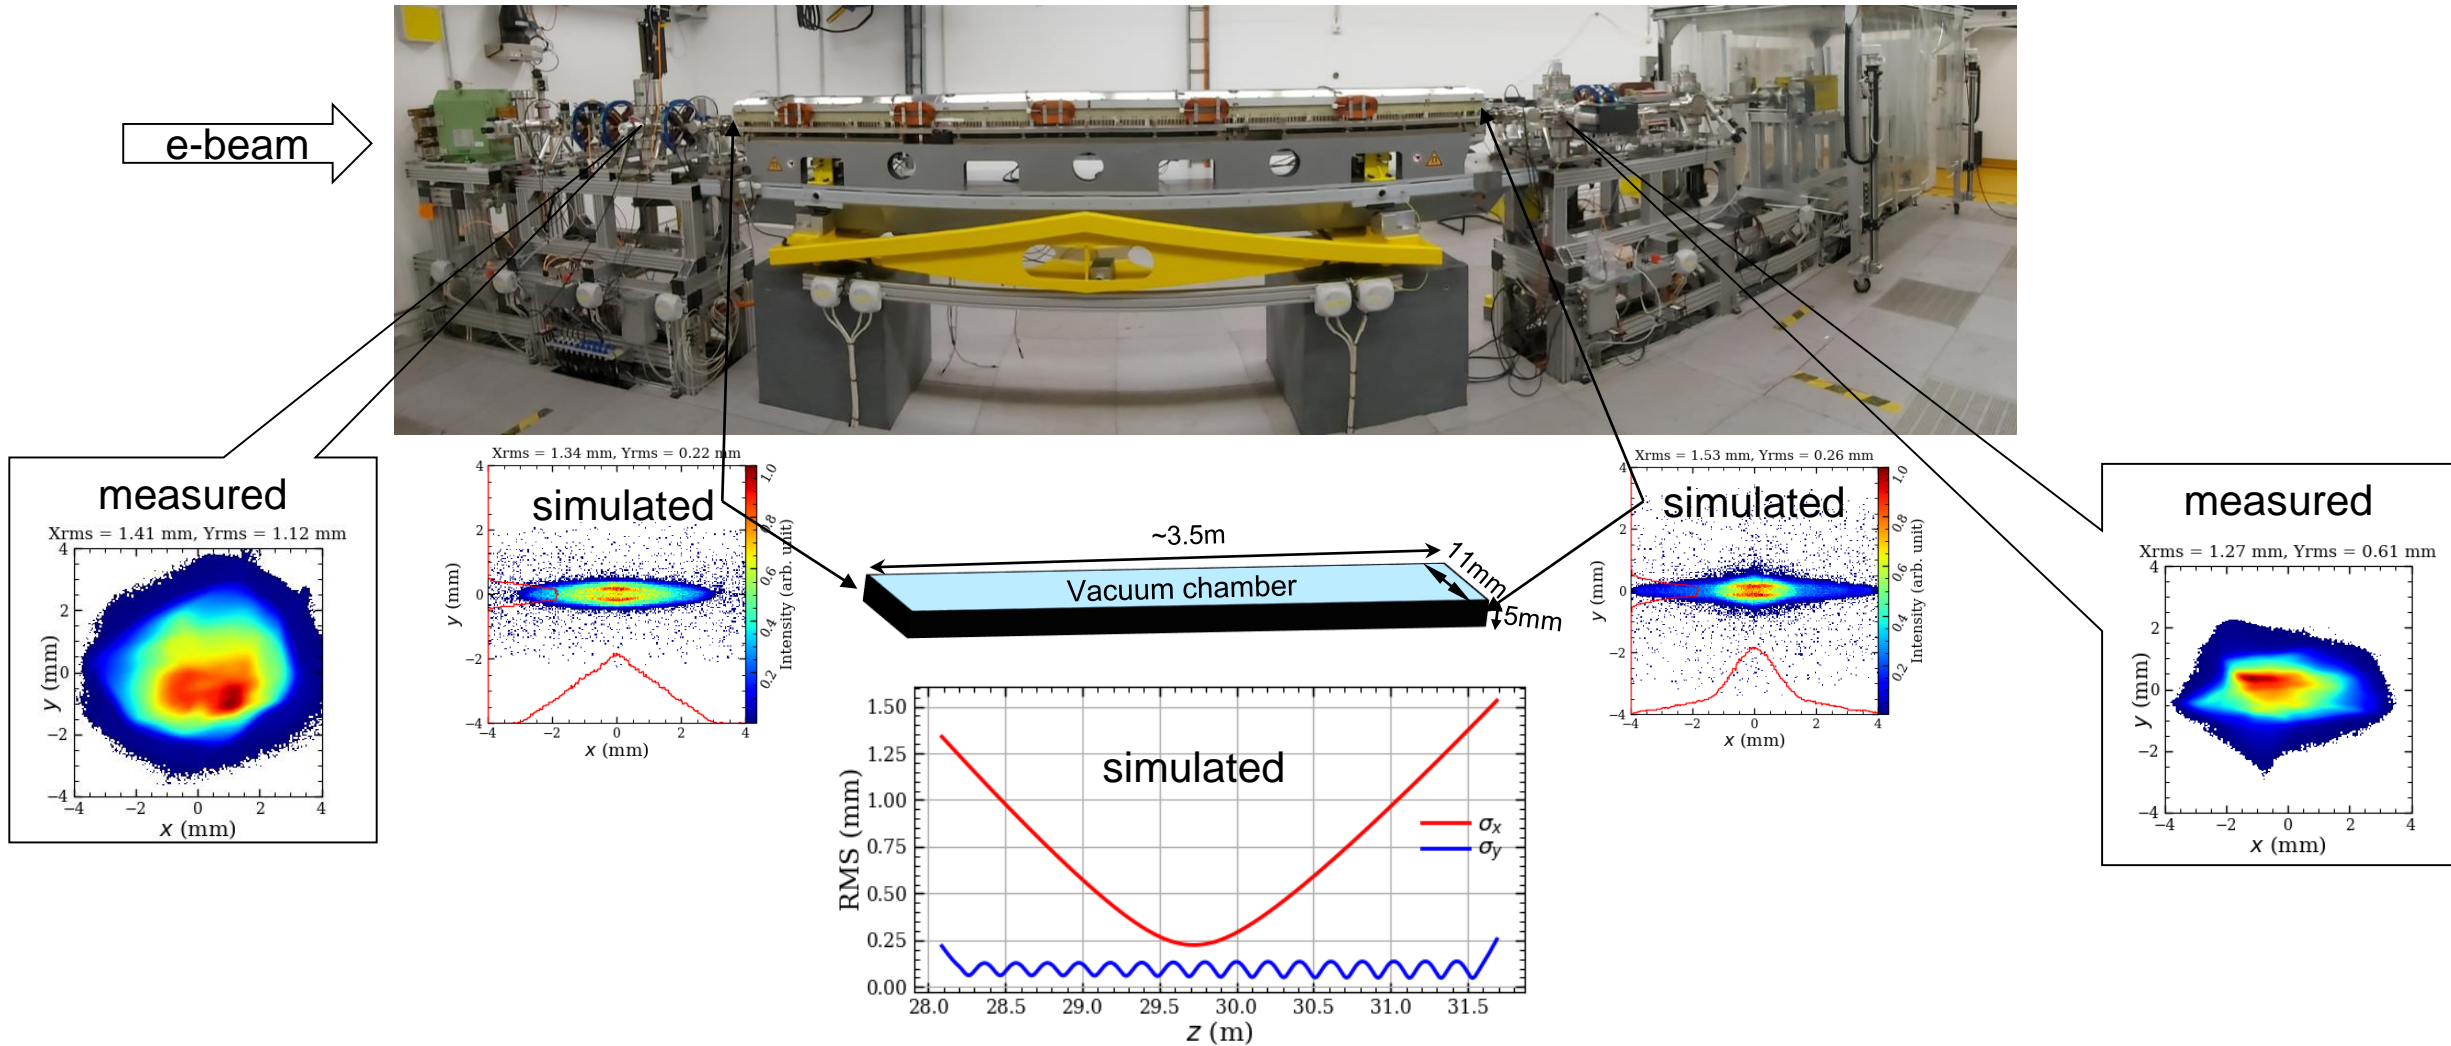 e-beam
measured
Xrms = 1.41 mm, Yrms = 1.12 mm
4
2
0
−2
−4
−4
−2
0
2
4
y (mm)
x (mm)
Xrms = 1.34 mm, Yrms = 0.22 mm
simulated
4
2
0
−2
−4
−4
−2
0
2
4
y (mm)
x (mm)
1.0
0.8
0.6
0.4
0.2
Intensity (arb. unit)
~3.5m
11mm
5mm
Vacuum chamber
Xrms = 1.53 mm, Yrms = 0.26 mm
simulated
4
2
0
−2
−4
−4
−2
0
2
4
y (mm)
x (mm)
1.0
0.8
0.6
0.4
0.2
Intensity (arb. unit)
measured
Xrms = 1.27 mm, Yrms = 0.61 mm
4
2
0
−2
−4
−4
−2
0
2
4
y (mm)
x (mm)
simulated
1.50
1.25
1.00
0.75
0.50
0.25
0.00
RMS (mm)
σx
σy
28.0
28.5
29.0
29.5
30.0
30.5
31.0
31.5
z (m)